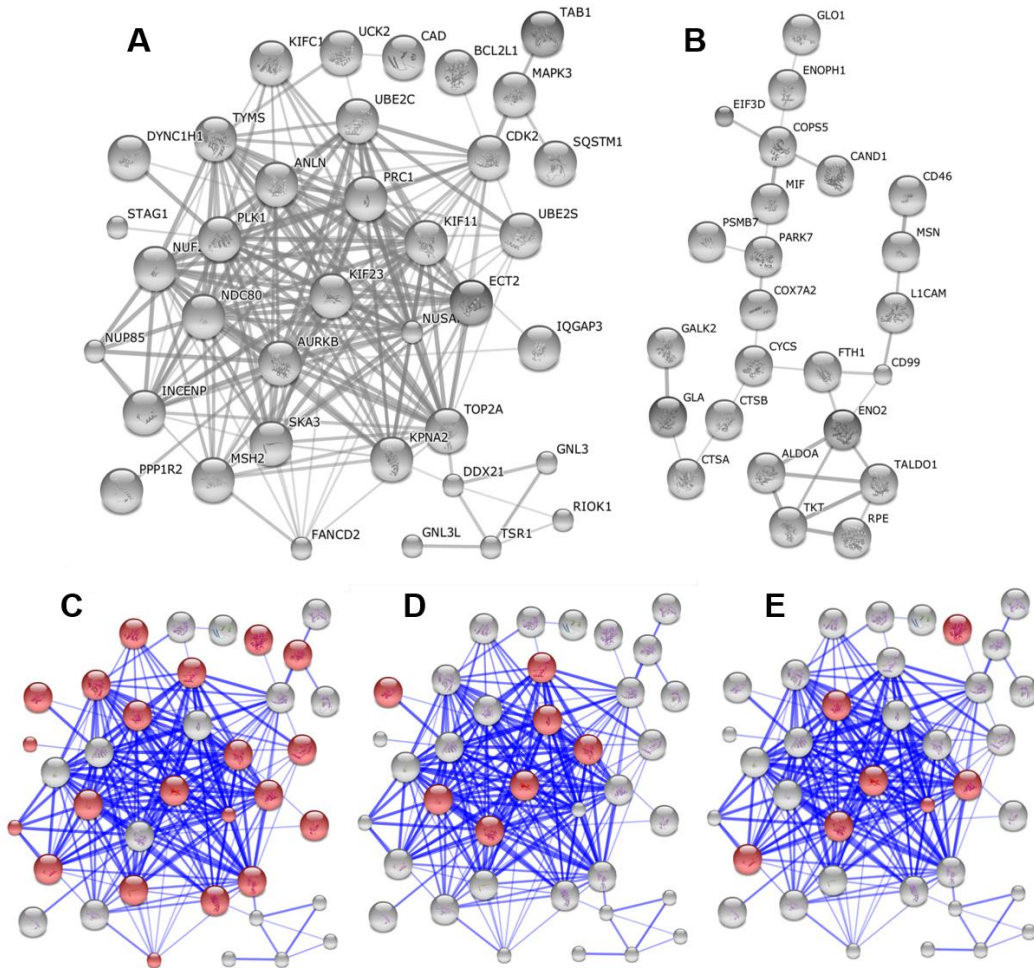 A
B
TAB1
GLO1
UCK2
CAD
KIFC1
BCL2L1
MAPK3
ENOPH1
UBE2C
EIF3D
TYMS
COPS5
DYNC1H1
CDK2
SQSTM1
ANLN
PRC1
CAND1
CD46
MIF
STAG1
PLK1
KIF11
UBE2S
PSMB7
MSN
NUF
PARK7
KIF23
ECT2
L1CAM
NDC80
COX7A2
NUSA
NUP85
AURKB
IQGAP3
GALK2
CYCS
FTH1
CD99
INCENP
GLA
CTSB
ENO2
SKA3
TOP2A
KPNA2
GNL3
CTSA
ALDOA
TALDO1
MSH2
PPP1R2
DDX21
RIOK1
TKT
RPE
FANCD2
GNL3L
TSR1
C
D
E